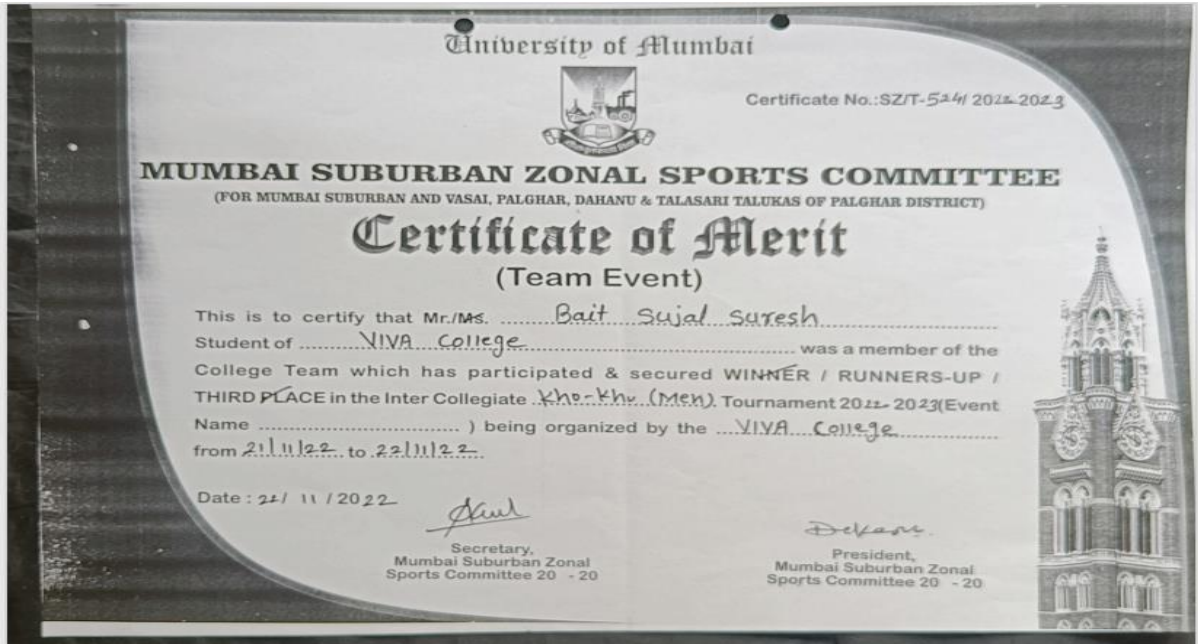 University of Mumbai
Certificate No.:SZ/T-524/ 2022-2023
MUMBAI SUBURBAN ZONAL SPORTS COMMITTEE
(FOR MUMBAI SUBURBAN AND VASAI, PALGHAR, DAHANU & TALASARI TALUKAS OF PALGHAR DISTRICT)
Certificate of Merit
(Team Event)
This is to certify that Mr./Ms. Bait Sujal Suresh
Student of VIVA College was a member of the
College Team which has participated & secured WINNER / RUNNERS-UP /
THIRD PLACE in the Inter Collegiate Kho-Kho (Men) Tournament 2022-2023(Event
Name .............................. ) being organized by the VIVA College
from 21/11/22 to 22/11/22.
Date : 22/ 11 / 2022
Secretary,
Mumbai Suburban Zonal
Sports Committee 20 - 20
President,
Mumbai Suburban Zonal
Sports Committee 20 - 20